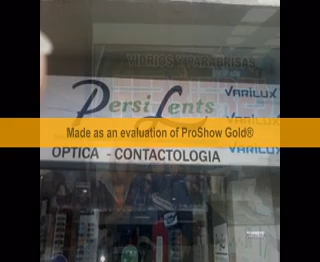 VIDRIOS Y PARABRISAS
Persi Lents
VARILUX
VARILUX
Made as an evaluation of ProShow Gold®
VARILUX
OPTICA - CONTACTOLOGIA